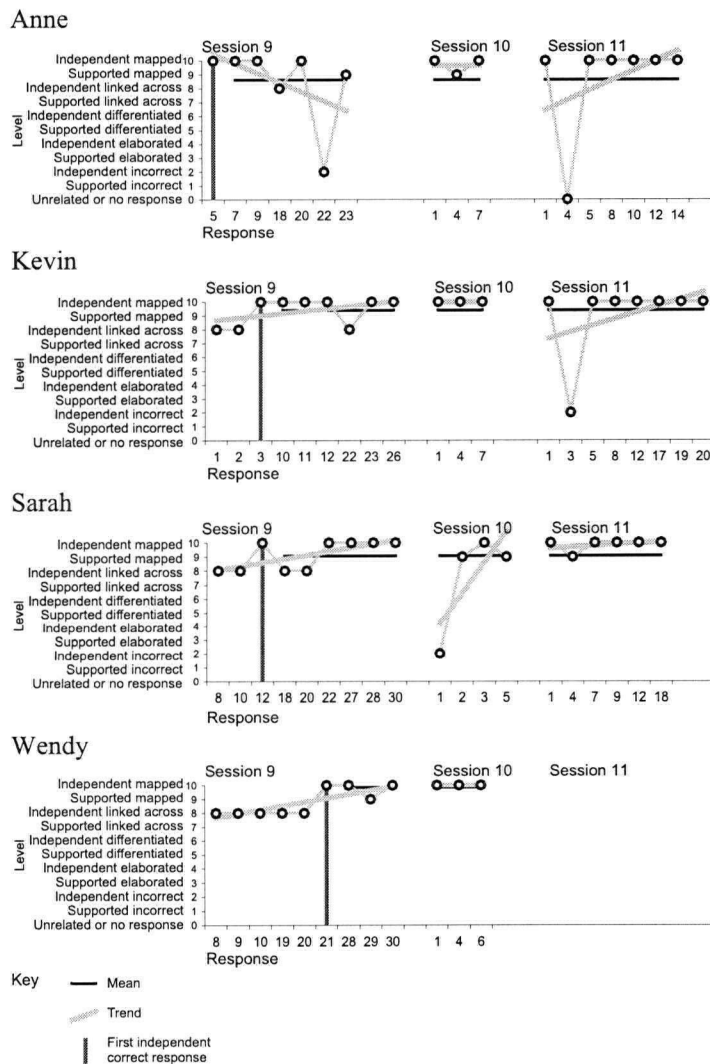 Anne
Session 9 Session 10 Session 11
Independent mapped 10
Supported mapped 9
Independent linked across 8
Supported linked across 7
Independent differentiated 6
Supported differentiated 5
Independent elaborated 4
Supported elaborated 3
Independent incorrect 2
Supported incorrect 1
Unrelated or no response 0
Level
5 7 9 18 20 22 23 1 4 7 1 4 5 8 10 12 14
Response
Kevin
Session 9 Session 10 Session 11
Independent mapped 10
Supported mapped 9
Independent linked across 8
Supported linked across 7
Independent differentiated 6
Supported differentiated 5
Independent elaborated 4
Supported elaborated 3
Independent incorrect 2
Supported incorrect 1
Unrelated or no response 0
Level
1 2 3 10 11 12 22 23 26 1 4 7 1 3 5 8 12 17 19 20
Response
Sarah
Session 9 Session 10 Session 11
Independent mapped 10
Supported mapped 9
Independent linked across 8
Supported linked across 7
Independent differentiated 6
Supported differentiated 5
Independent elaborated 4
Supported elaborated 3
Independent incorrect 2
Supported incorrect 1
Unrelated or no response 0
Level
8 10 12 18 20 22 27 28 30 1 2 3 5 1 4 7 9 12 18
Response
Wendy
Session 9 Session 10 Session 11
Independent mapped 10
Supported mapped 9
Independent linked across 8
Supported linked across 7
Independent differentiated 6
Supported differentiated 5
Independent elaborated 4
Supported elaborated 3
Independent incorrect 2
Supported incorrect 1
Unrelated or no response 0
Level
8 9 10 19 20 21 28 29 30 1 4 6
Response
Key
Mean
Trend
First independent
correct response